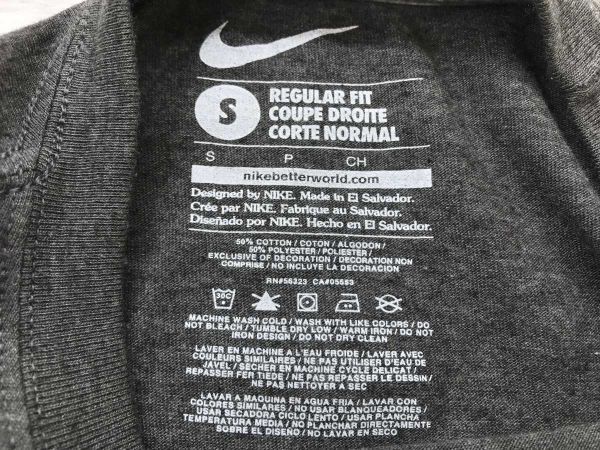 S
REGULAR FIT
COUPE DROITE
CORTE NORMAL
S P CH
nikebetterworld.com
Designed by NIKE. Made in El Salvador.
Crée par NIKE. Fabrique au Salvador.
Diseñado por NIKE. Hecho en El Salvador.
50% COTTON / COTON / ALGODON /
50% POLYESTER / POLIESTER /
EXCLUSIVE OF DECORATION / DECORATION NON
COMPRISE / NO INCLUYE LA DECORACION
RN#56323 CA#05553
30C
MACHINE WASH COLD / WASH WITH LIKE COLORS / DO
NOT BLEACH / TUMBLE DRY LOW / WARM IRON / DO NOT
IRON DESIGN / DO NOT DRY CLEAN
LAVER EN MACHINE A L'EAU FROIDE / LAVER AVEC
COULEURS SIMILAIRES / NE PAS UTILISER D'EAU DE
JAVEL / SECHER EN MACHINE CYCLE DELICAT /
REPASSER FER TIEDE / NE PAS REPASSER LE DESSIN /
NE PAS NETTOYER A SEC
LAVAR A MAQUINA EN AGUA FRIA / LAVAR CON
COLORES SIMILARES / NO USAR BLANQUEADORES /
USAR SECADORA CICLO LENTO / USAR PLANCHA
TEMPERATURA MEDIA / NO PLANCHAR DIRECTAMENTE
SOBRE EL DISEÑO / NO LAVAR EN SECO